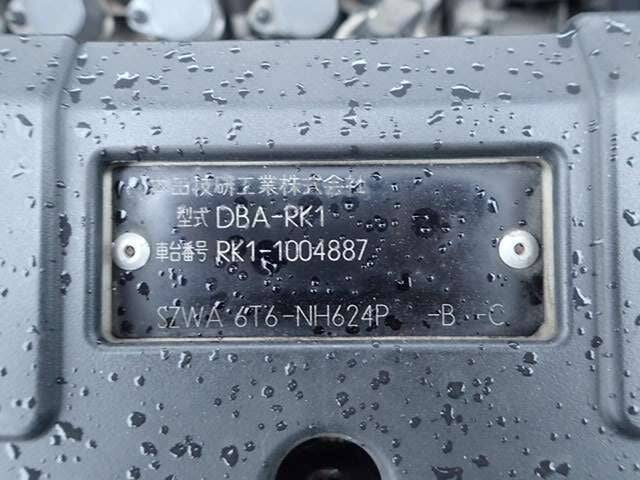 本田技研工業株式会社
型式 DBA-RK1
車台番号 RK1-1004887
SZWA 6T6-NH624P -B -C